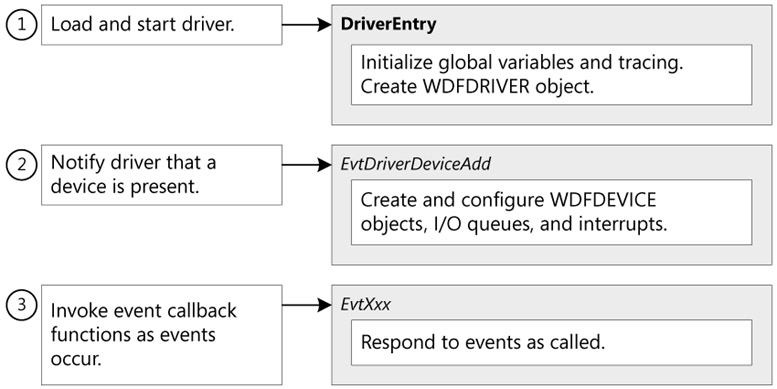 1
Load and start driver.
DriverEntry
Initialize global variables and tracing.
Create WDFDRIVER object.
2
Notify driver that a
device is present.
EvtDriverDeviceAdd
Create and configure WDFDEVICE
objects, I/O queues, and interrupts.
3
Invoke event callback
functions as events
occur.
EvtXxx
Respond to events as called.